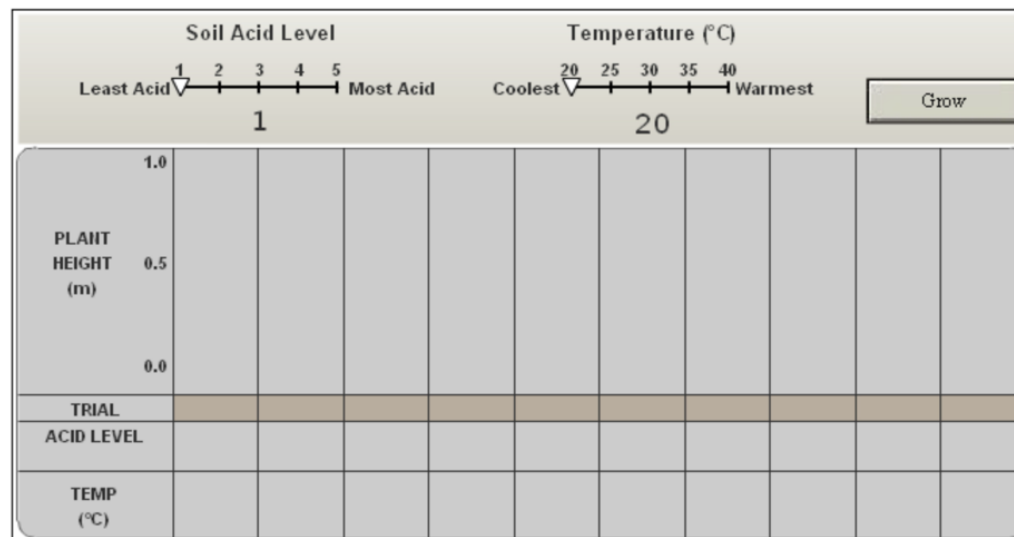 Soil Acid Level
Temperature (°C)
1 2 3 4 5
20 25 30 35 40
Least Acid
Most Acid
Coolest
Warmest
Grow
1
20
1.0
PLANT
HEIGHT 0.5
(m)
0.0
TRIAL
ACID LEVEL
TEMP
(°C)